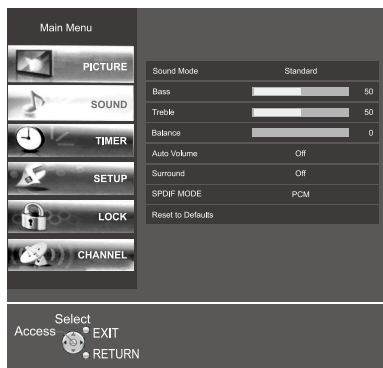 Main Menu
PICTURE
SOUND
TIMER
SETUP
LOCK
CHANNEL
Sound Mode Standard
Bass 50
Treble 50
Balance 0
Auto Volume Off
Surround Off
SPDIF MODE PCM
Reset to Defaults
Select
Access
EXIT
RETURN